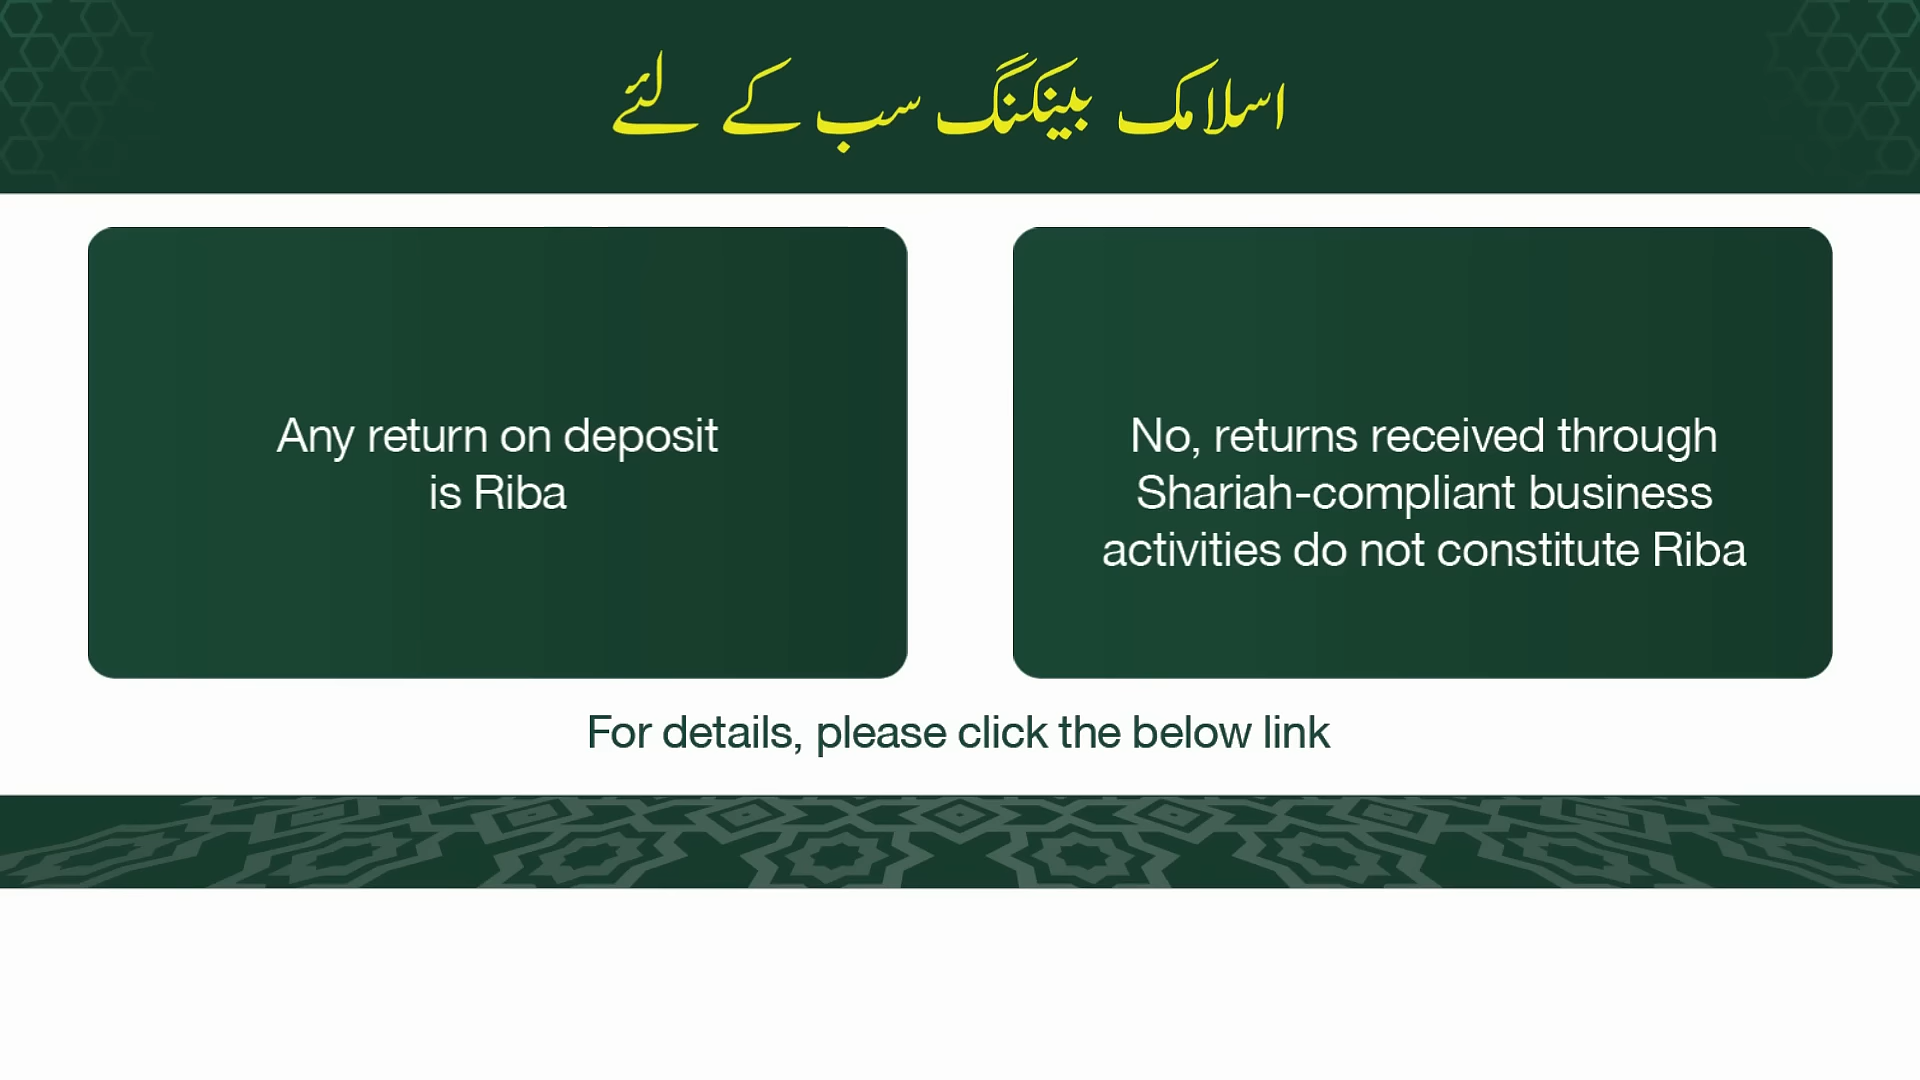 اسلامک بینکنگ سب کے لئے
Any return on deposit
is Riba
No, returns received through
Shariah-compliant business
activities do not constitute Riba
For details, please click the below link